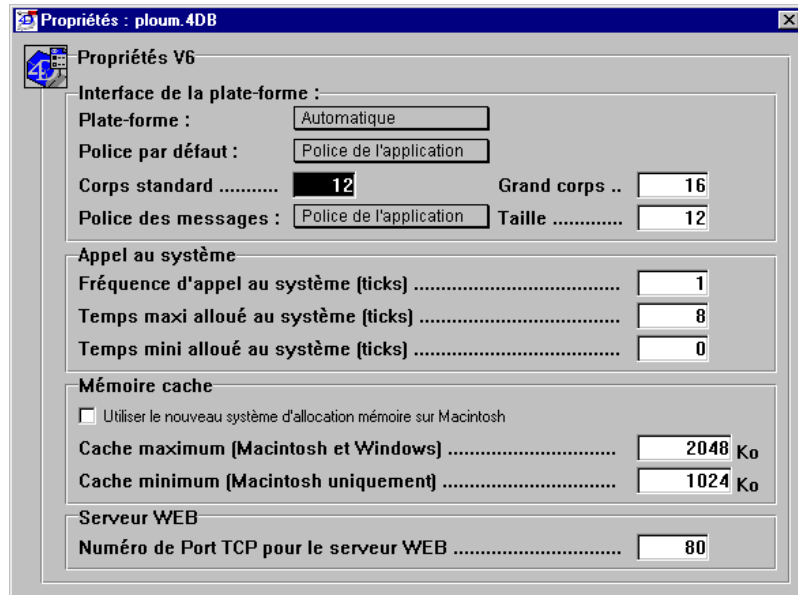 Propriétés : ploum.4DB
Propriétés V6
Interface de la plate-forme :
Plate-forme : Automatique
Police par défaut : Police de l'application
Corps standard ........... 12 Grand corps .. 16
Police des messages : Police de l'application Taille ............. 12
Appel au système
Fréquence d'appel au système (ticks) ...................................... 1
Temps maxi alloué au système (ticks) ..................................... 8
Temps mini alloué au système (ticks) ...................................... 0
Mémoire cache
Utiliser le nouveau système d'allocation mémoire sur Macintosh
Cache maximum (Macintosh et Windows) ............................... 2048 Ko
Cache minimum (Macintosh uniquement) ................................ 1024 Ko
Serveur WEB
Numéro de Port TCP pour le serveur WEB ............................... 80